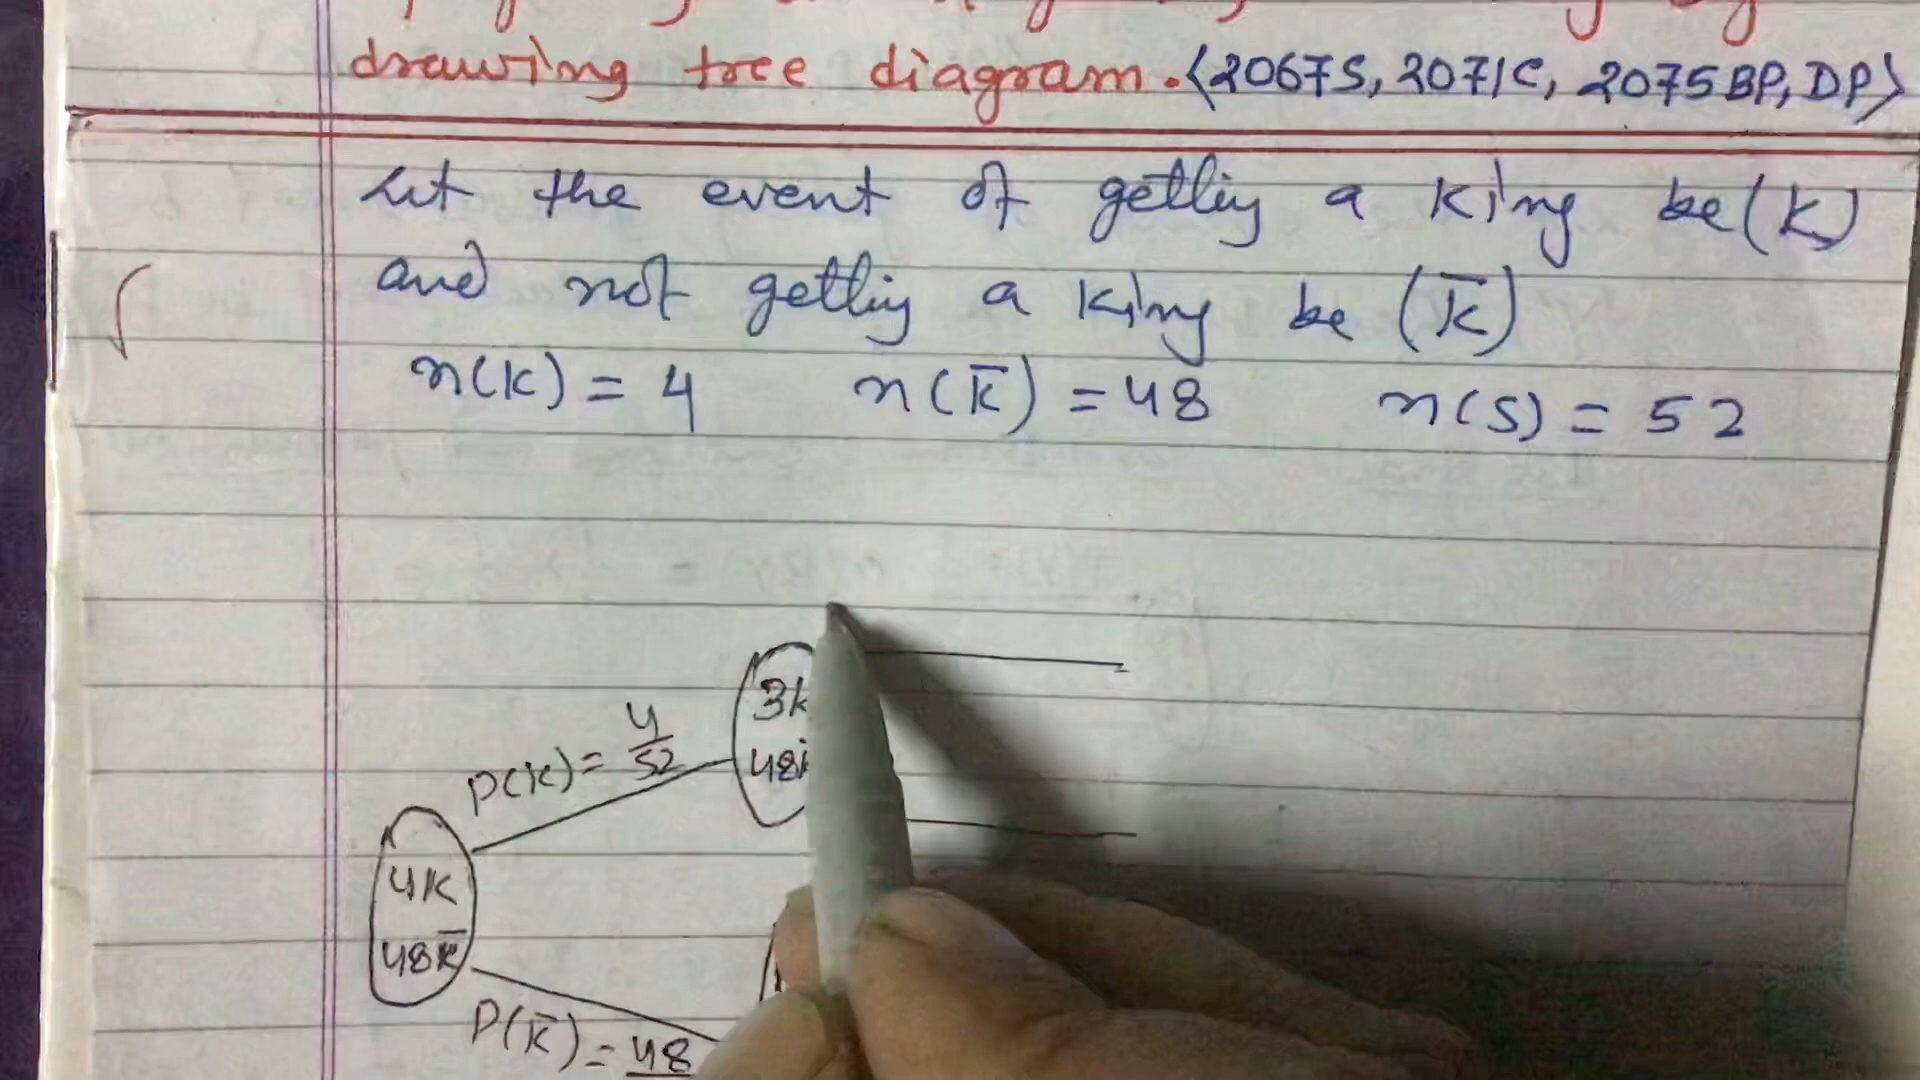 drawing tree diagram. <2067S, 2071C, 2075BP, DP>
Let the event of getting a king be (k)
and not getting a king be (k̅)
n(k) = 4 n(k̅) = 48 n(S) = 52
P(k) = 4/52
3k
48
4k
48k̅
P(k̅) = 48